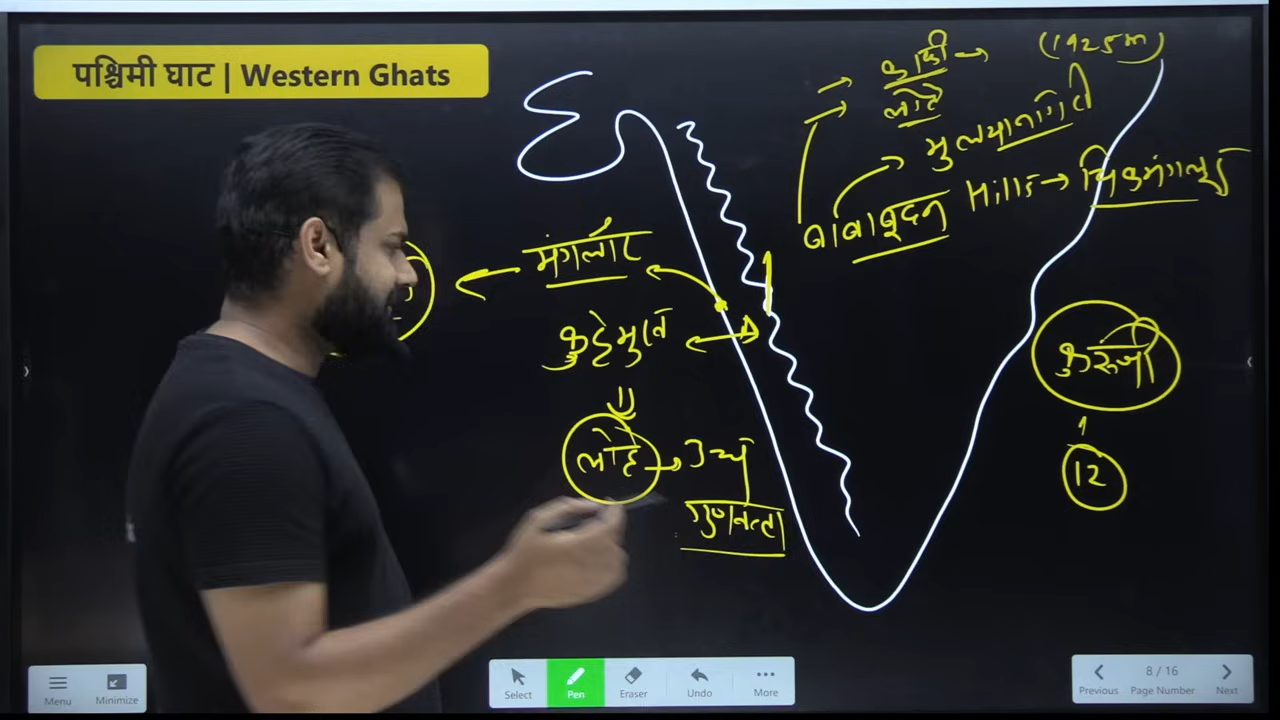 पश्चिमी घाट | Western Ghats
(1925m)
काफी
लोहे
मुलयानगिरी
बाबाबूदन Hills → चिकमंगलूर
मंगलौर
कुद्रेमुख
लोहे → उच्च
गुणवत्ता
12
Select
Pen
Eraser
Undo
More
Menu
Minimize
Previous
8 / 16
Page Number
Next